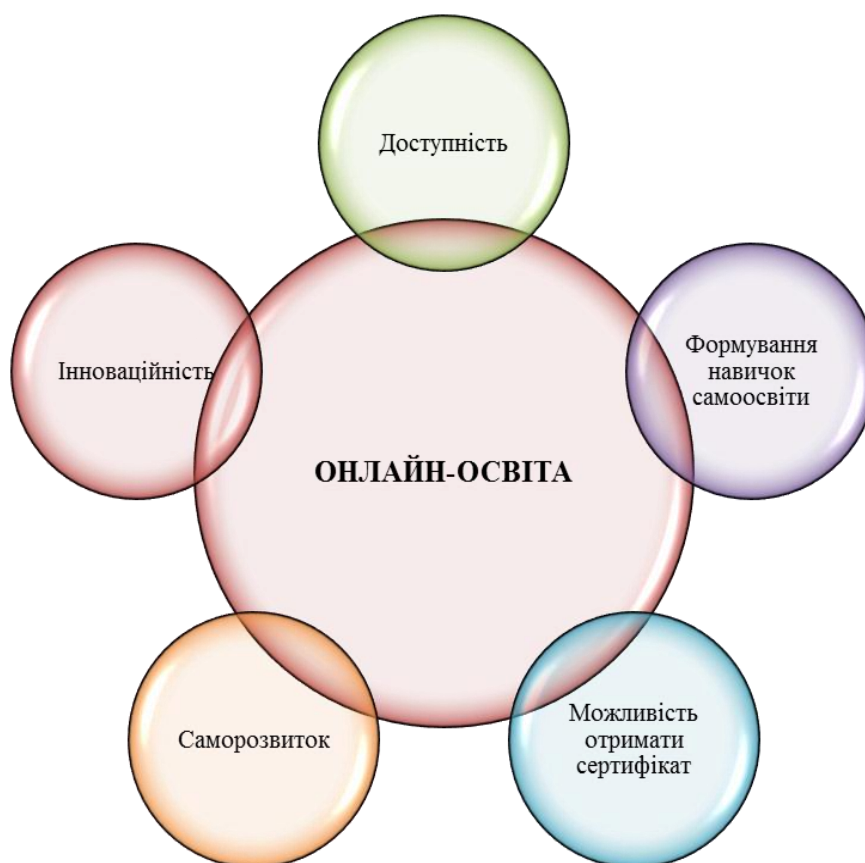 Доступність
Інноваційність
Формування
навичок
самоосвіти
ОНЛАЙН-ОСВІТА
Саморозвиток
Можливість
отримати
сертифікат